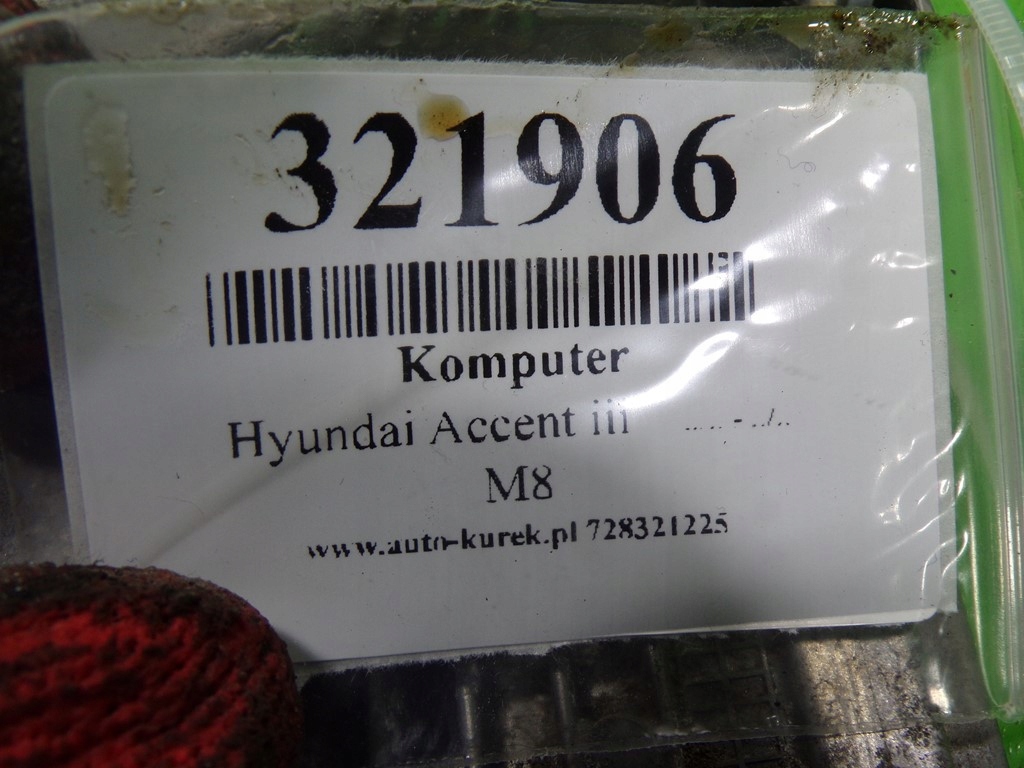 321906
Komputer
Hyundai Accent iii
M8
www.auto-kurek.pl 728321225